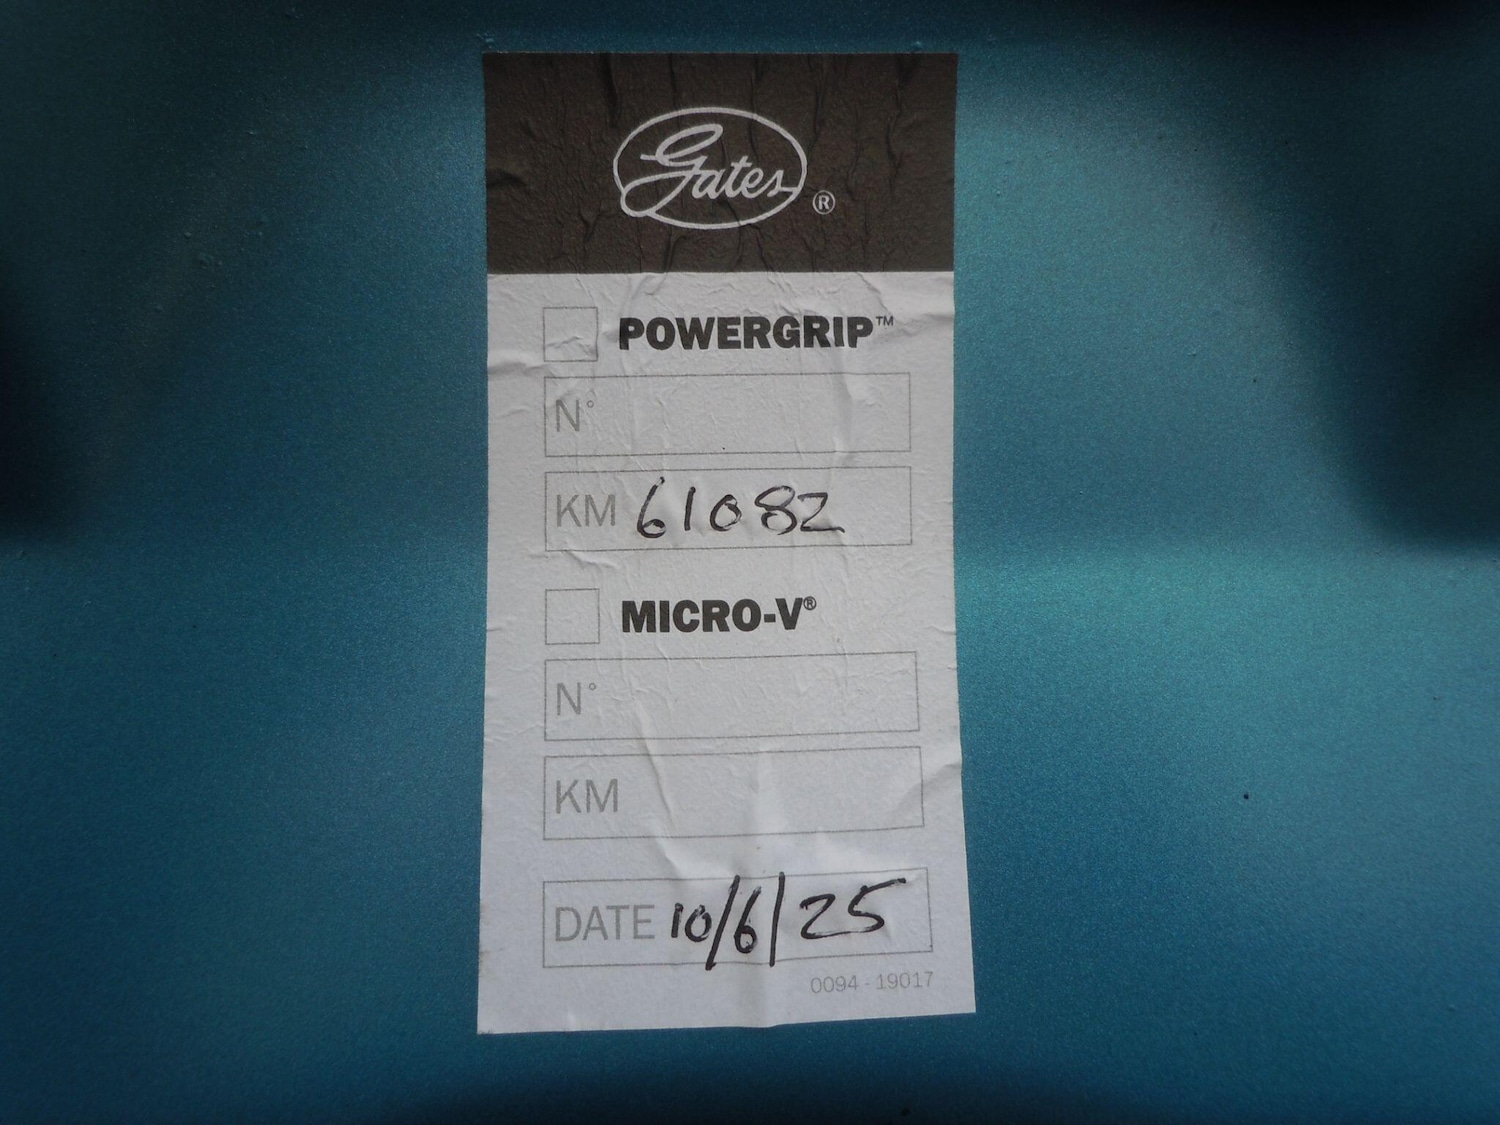 Gates ®
POWERGRIP™
N°
KM 61082
MICRO-V®
N°
KM
DATE 10/6/25
0094 - 19017